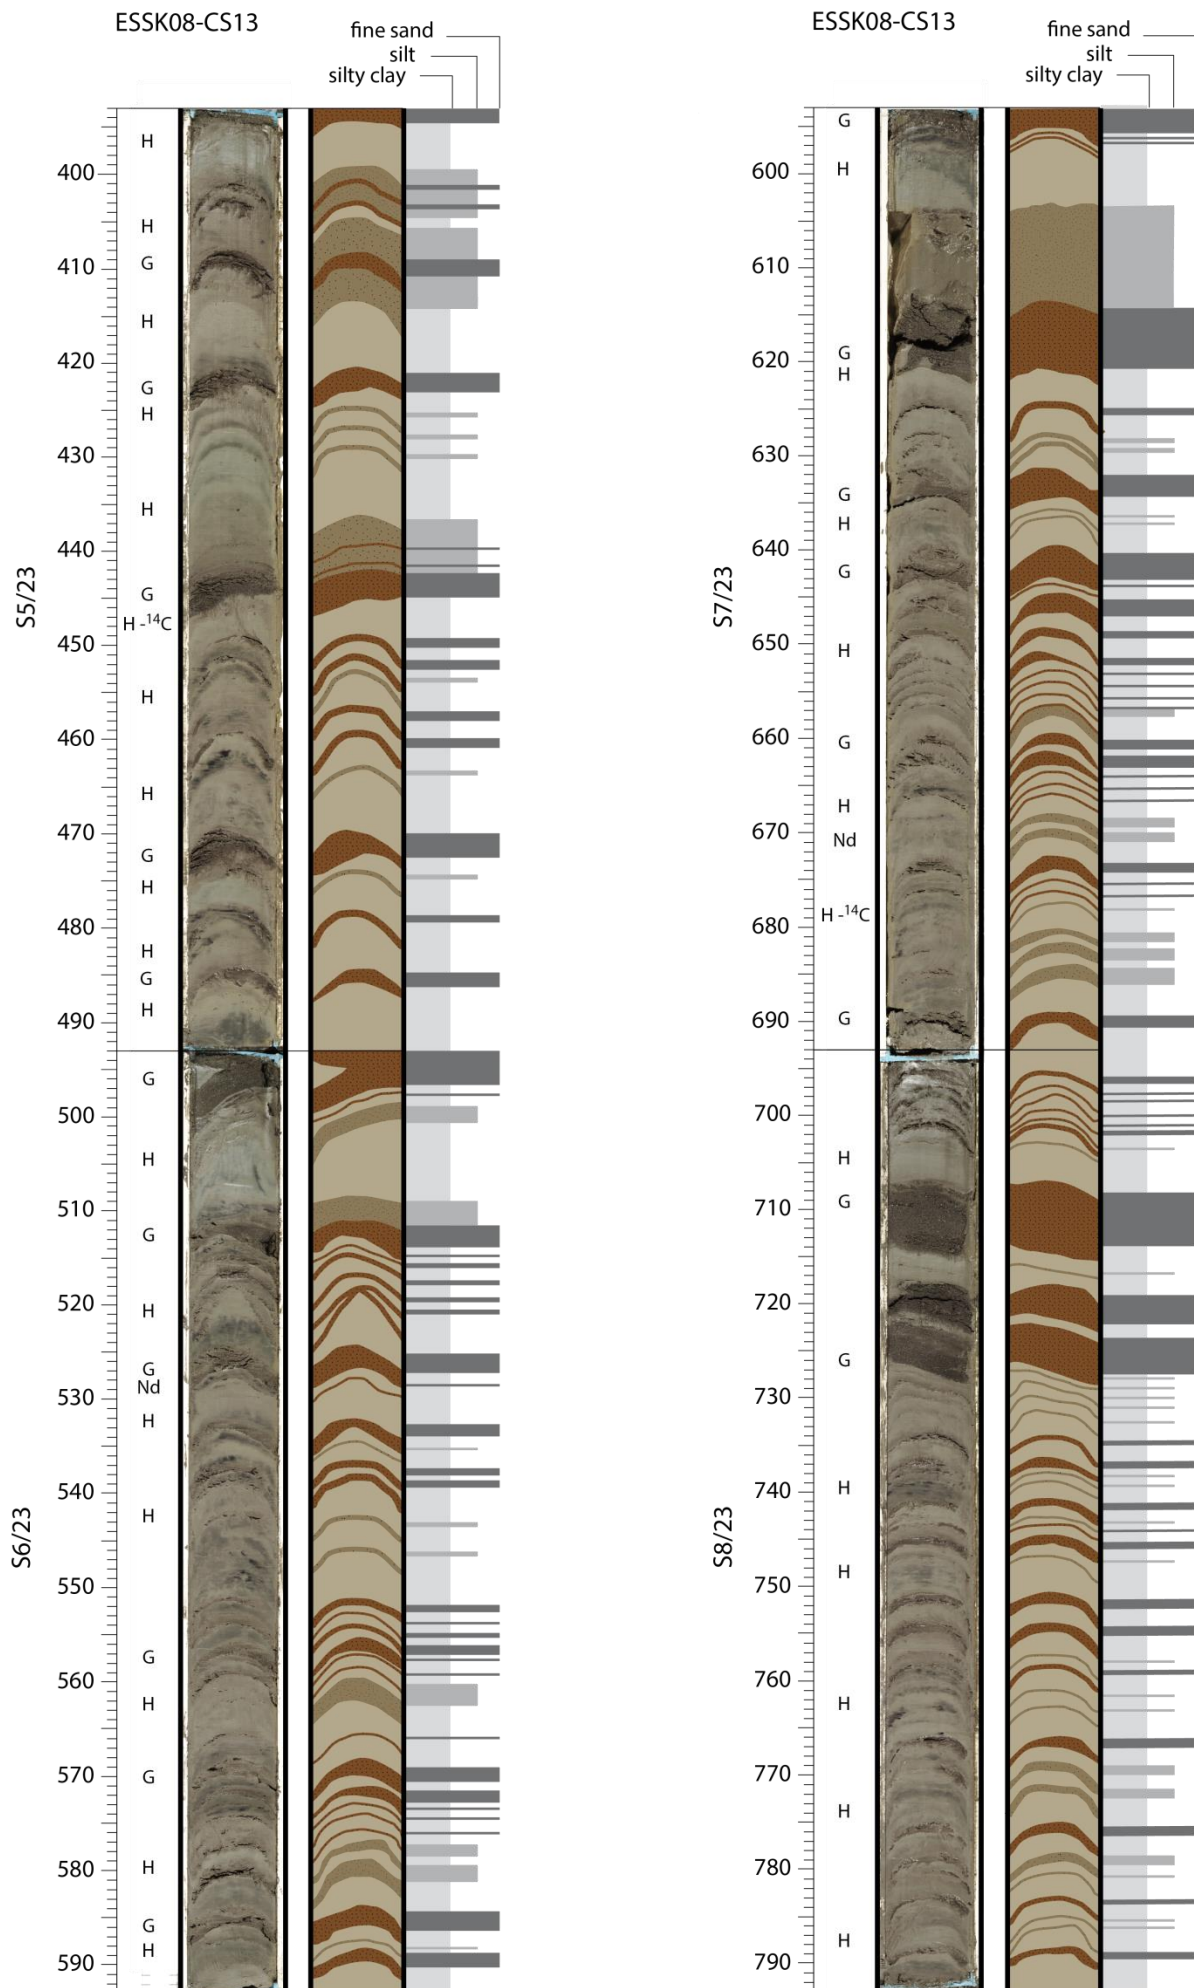 ESSK08-CS13
fine sand
silt
silty clay
H
400
H
G
410
H
420
G
H
430
H
440
G
H -¹⁴C
450
H
460
H
470
G
H
480
H
G
H
490
S5/23
G
500
H
510
G
520
H
G
Nd
530
H
540
H
550
G
560
H
570
G
580
H
G
H
590
S6/23
ESSK08-CS13
fine sand
silt
silty clay
G
600
H
610
620
G
H
630
G
H
640
G
650
H
660
G
H
670
Nd
H -¹⁴C
680
690
G
S7/23
700
H
G
710
720
G
730
740
H
750
H
760
H
770
H
780
H
790
S8/23